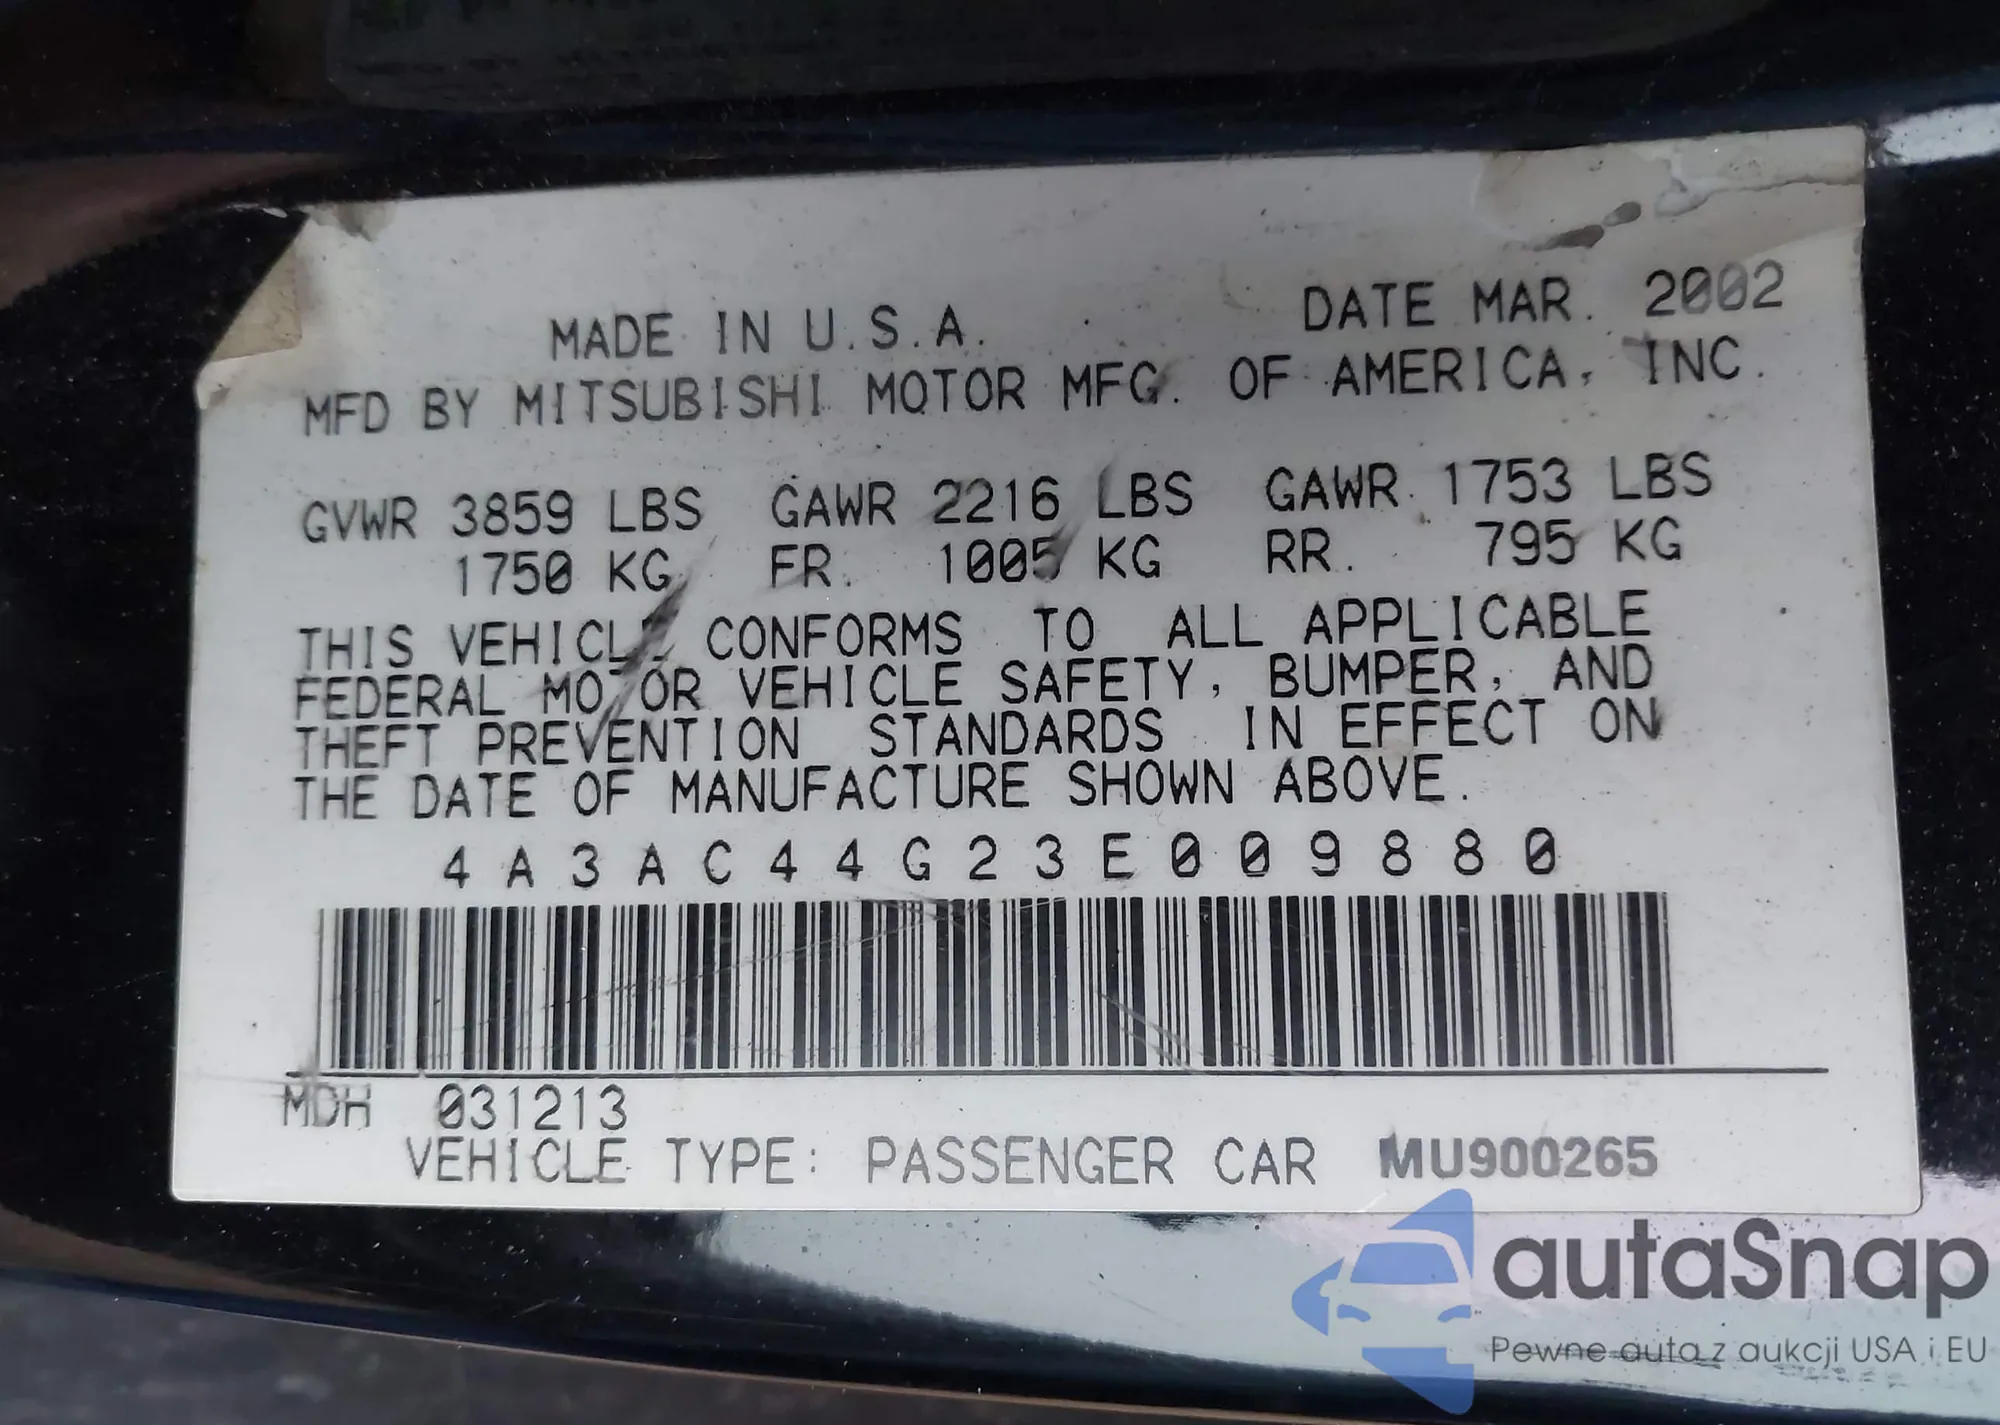 MADE IN U.S.A. DATE MAR. 2002
MFD BY MITSUBISHI MOTOR MFG. OF AMERICA, INC.
GVWR 3859 LBS GAWR 2216 LBS GAWR 1753 LBS
1750 KG FR. 1005 KG RR. 795 KG
THIS VEHICLE CONFORMS TO ALL APPLICABLE
FEDERAL MOTOR VEHICLE SAFETY, BUMPER, AND
THEFT PREVENTION STANDARDS IN EFFECT ON
THE DATE OF MANUFACTURE SHOWN ABOVE.
4A3AC44G23E009880
MDH 031213
VEHICLE TYPE: PASSENGER CAR MU900265
autaSnap
Pewne auta z aukcji USA i EU